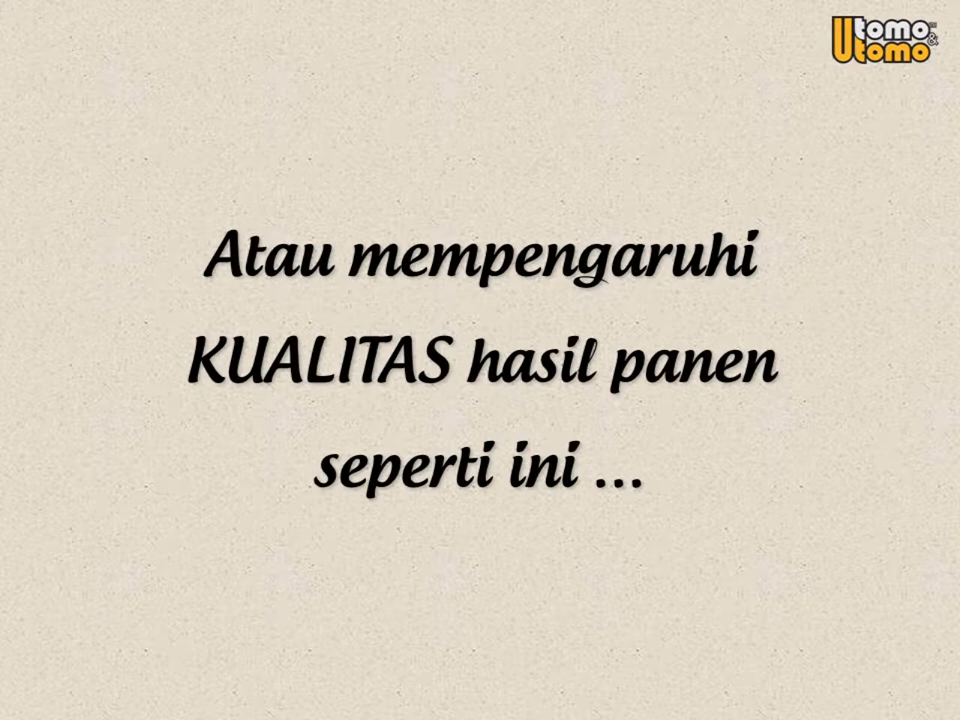 Utomo &
Utomo
Atau mempengaruhi
KUALITAS hasil panen
seperti ini ...